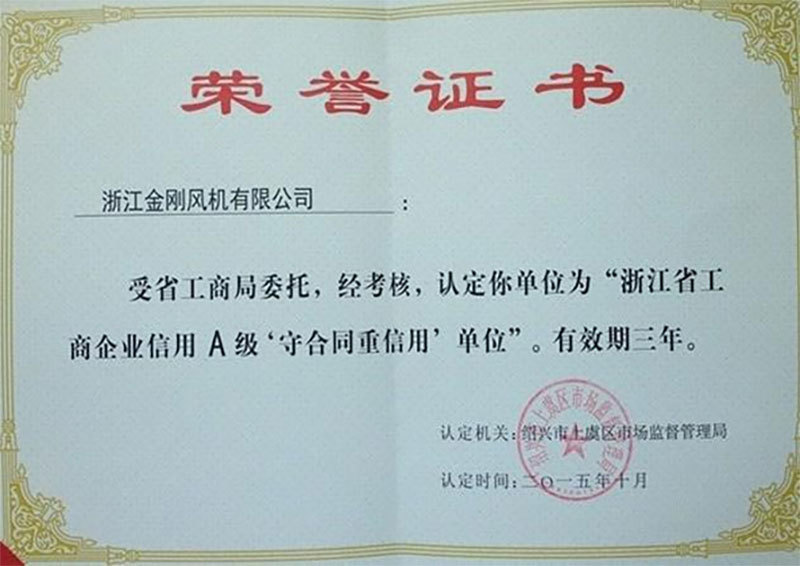 荣誉证书
浙江金刚风机有限公司：
受省工商局委托，经考核，认定你单位为“浙江省工
商企业信用A级‘守合同重信用’单位”。有效期三年。
认定机关：绍兴市上虞区市场监督管理局
认定时间：二〇一五年十月